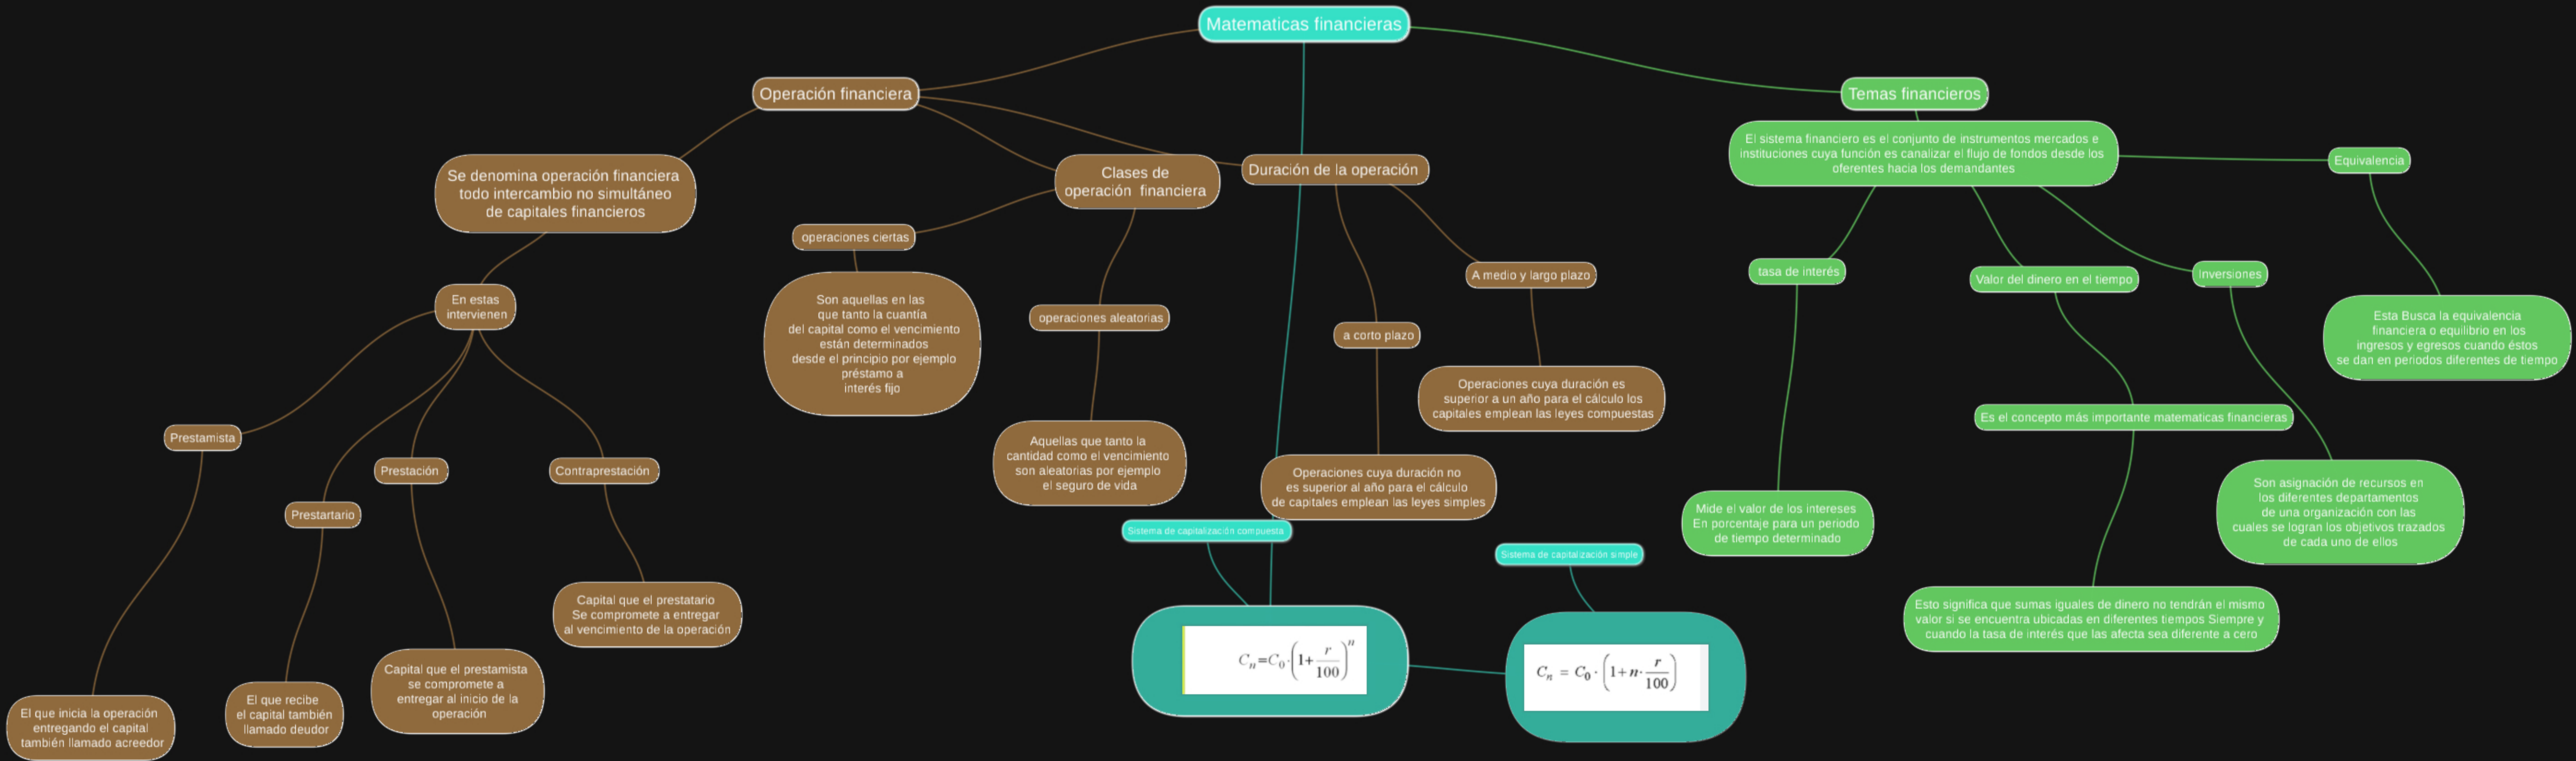 Matematicas financieras
Operación financiera
Se denomina operación financiera
todo intercambio no simultáneo
de capitales financieros
En estas
intervienen
Prestamista
El que inicia la operación
entregando el capital
también llamado acreedor
Prestartario
El que recibe
el capital también
llamado deudor
Prestación
Capital que el prestamista
se compromete a
entregar al inicio de la
operación
Contraprestación
Capital que el prestatario
Se compromete a entregar
al vencimiento de la operación
Clases de
operación financiera
operaciones ciertas
Son aquellas en las
que tanto la cuantía
del capital como el vencimiento
están determinados
desde el principio por ejemplo
préstamo a
interés fijo
operaciones aleatorias
Aquellas que tanto la
cantidad como el vencimiento
son aleatorias por ejemplo
el seguro de vida
Duración de la operación
a corto plazo
Operaciones cuya duración no
es superior al año para el cálculo
de capitales emplean las leyes simples
A medio y largo plazo
Operaciones cuya duración es
superior a un año para el cálculo los
capitales emplean las leyes compuestas
Sistema de capitalización compuesta
Cₙ=C₀·(1+r/100)ⁿ
Sistema de capitalización simple
Cₙ = C₀ · (1+n·r/100)
Temas financieros
El sistema financiero es el conjunto de instrumentos mercados e
instituciones cuya función es canalizar el flujo de fondos desde los
oferentes hacia los demandantes
tasa de interés
Mide el valor de los intereses
En porcentaje para un periodo
de tiempo determinado
Valor del dinero en el tiempo
Es el concepto más importante matematicas financieras
Esto significa que sumas iguales de dinero no tendrán el mismo
valor si se encuentra ubicadas en diferentes tiempos Siempre y
cuando la tasa de interés que las afecta sea diferente a cero
Inversiones
Son asignación de recursos en
los diferentes departamentos
de una organización con las
cuales se logran los objetivos trazados
de cada uno de ellos
Equivalencia
Esta Busca la equivalencia
financiera o equilibrio en los
ingresos y egresos cuando éstos
se dan en periodos diferentes de tiempo